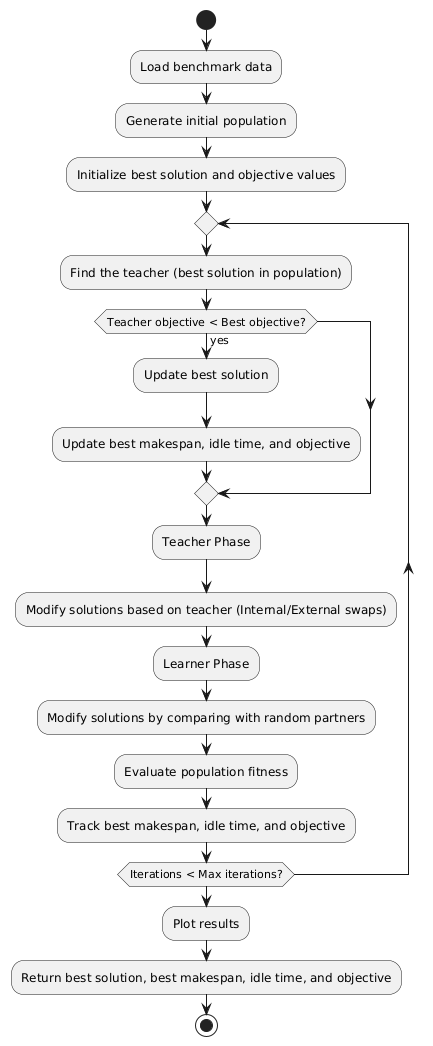 Load benchmark data
Generate initial population
Initialize best solution and objective values
Find the teacher (best solution in population)
Teacher objective < Best objective?
yes
Update best solution
Update best makespan, idle time, and objective
Teacher Phase
Modify solutions based on teacher (Internal/External swaps)
Learner Phase
Modify solutions by comparing with random partners
Evaluate population fitness
Track best makespan, idle time, and objective
Iterations < Max iterations?
Plot results
Return best solution, best makespan, idle time, and objective